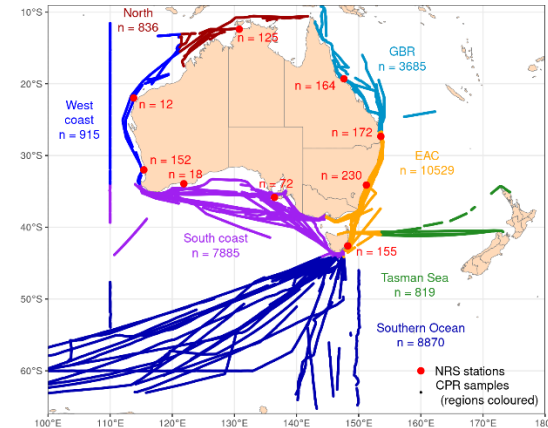 North
n = 836
10°S
n = 125
GBR
n = 3685
20°S
n = 164
n = 12
West
coast
n = 915
n = 172
30°S
n = 152
n = 18
n = 72
n = 230
EAC
n = 10529
40°S
South coast
n = 7885
n = 155
Tasman Sea
n = 819
50°S
Southern Ocean
n = 8870
60°S
NRS stations
CPR samples
(regions coloured)
100°E 110°E 120°E 130°E 140°E 150°E 160°E 170°E 180°